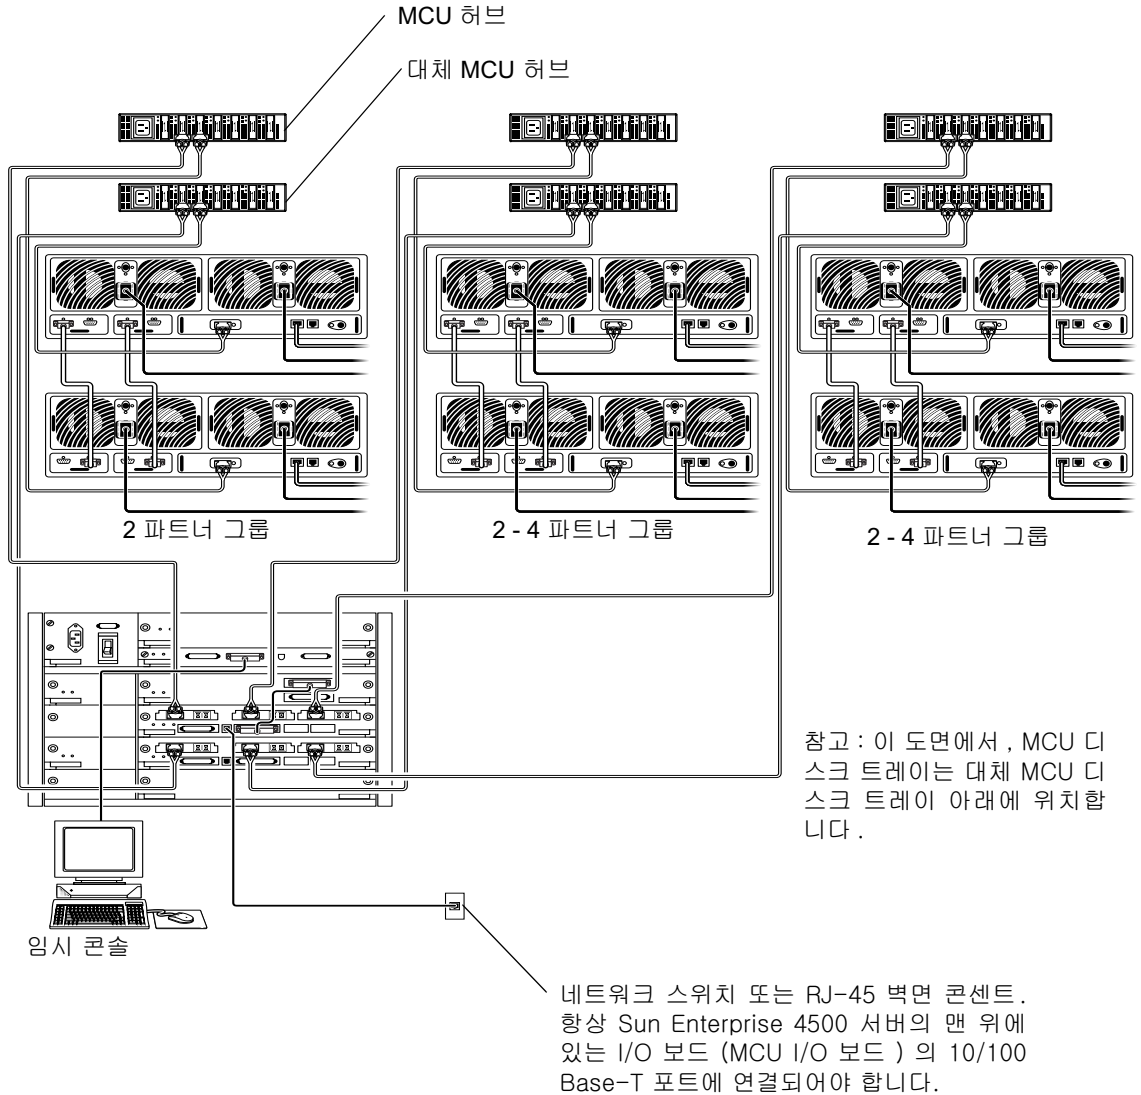 MCU 허브
대체 MCU 허브
2 파트너 그룹
2 - 4 파트너 그룹
2 - 4 파트너 그룹
참고 : 이 도면에서 , MCU 디
스크 트레이는 대체 MCU 디
스크 트레이 아래에 위치합
니다 .
임시 콘솔
네트워크 스위치 또는 RJ-45 벽면 콘센트.
항상 Sun Enterprise 4500 서버의 맨 위에
있는 I/O 보드 (MCU I/O 보드 ) 의 10/100
Base-T 포트에 연결되어야 합니다.